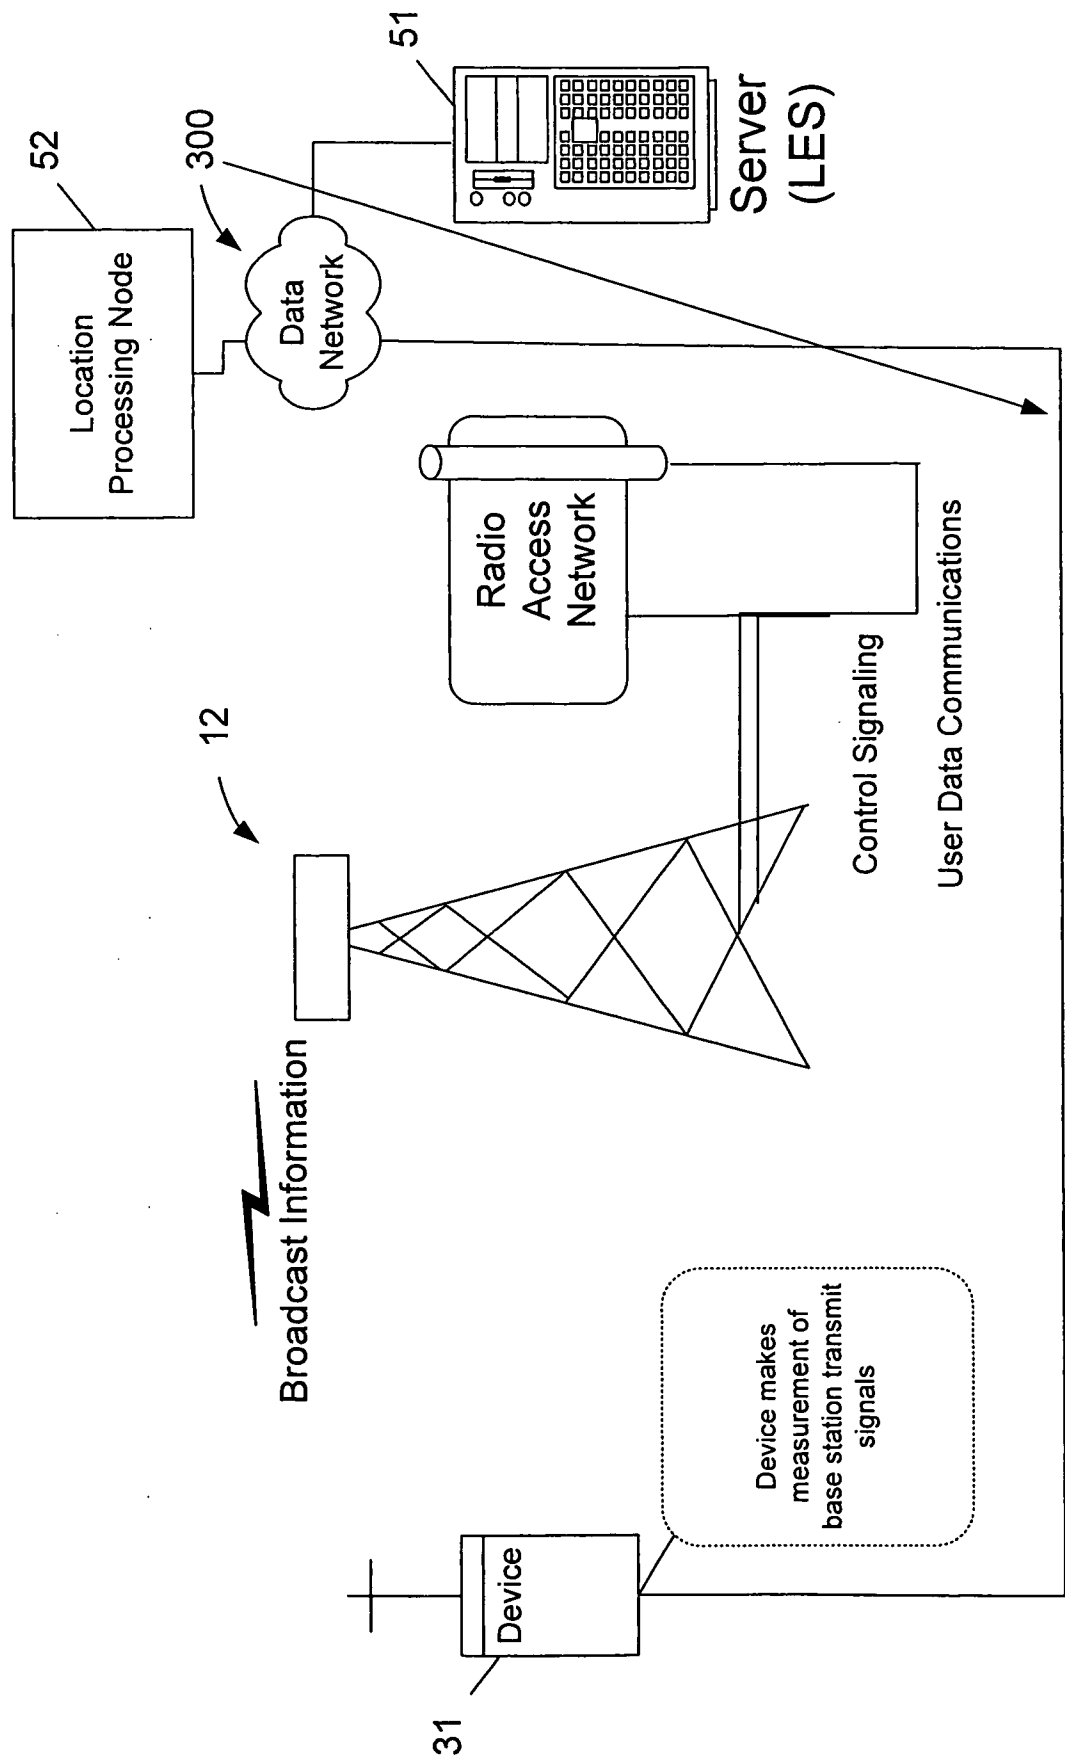 52
Location
Processing Node
300
Data
Network
51
Server
(LES)
12
Radio
Access
Network
Broadcast Information
Control Signaling
User Data Communications
31
Device
Device makes
measurement of
base station transmit
signals